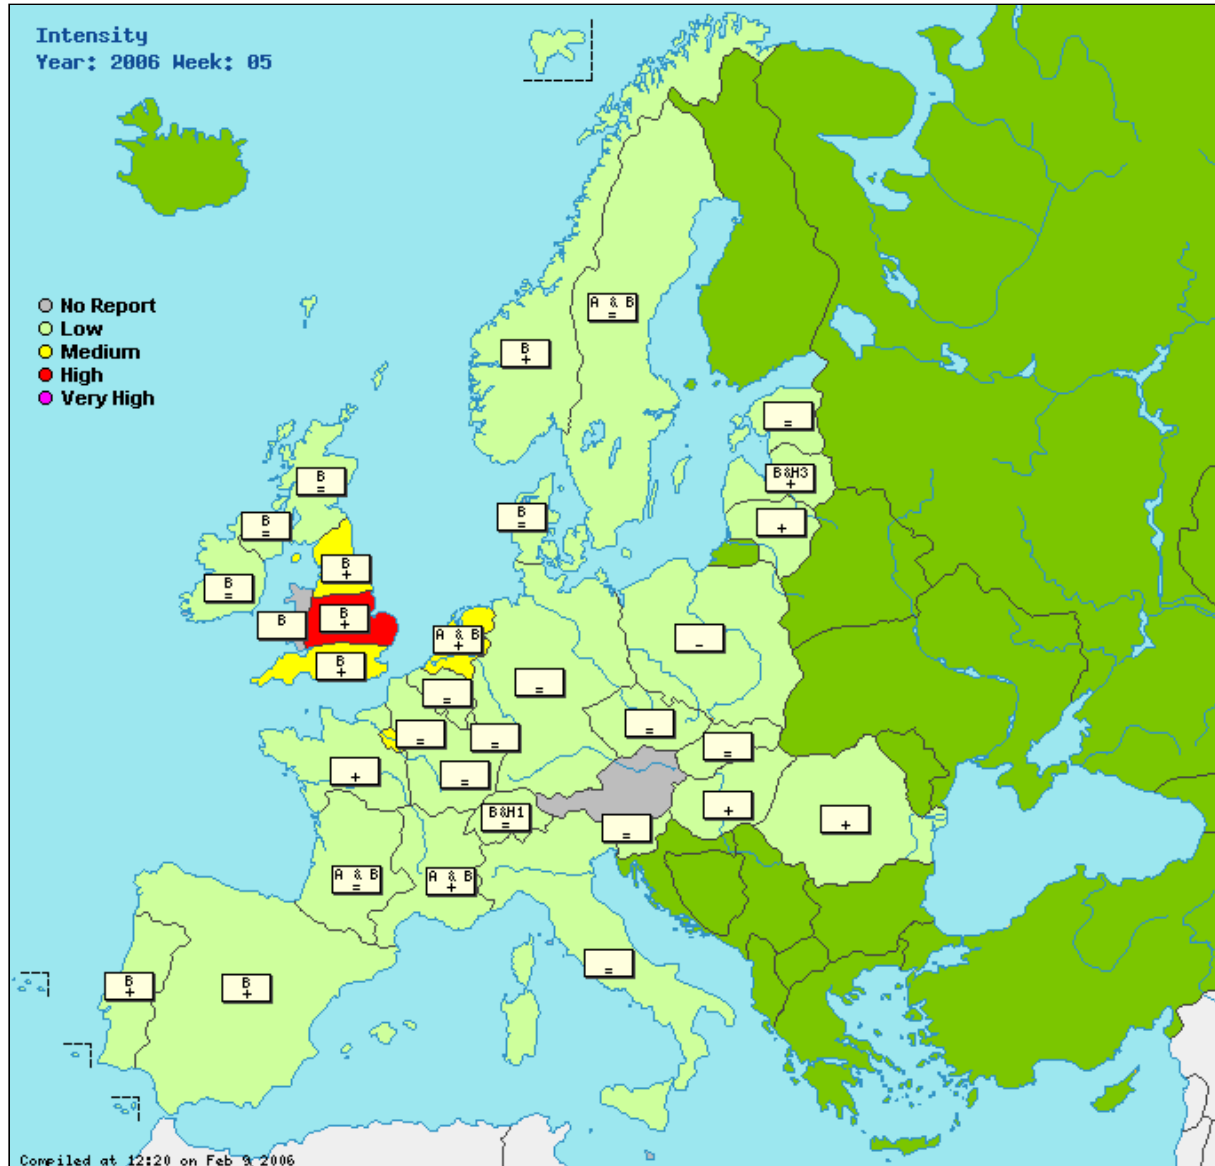 Intensity
Year: 2006 Week: 05
No Report
Low
Medium
High
Very High
A & B
=
B
+
=
B&H3
+
+
B
=
B
=
B
=
B
=
B
+
B
B
+
B
+
A & B
+
-
=
=
=
=
=
=
=
+
+
+
B&H1
=
=
A & B
=
A & B
+
=
B
+
B
+
Compiled at 12:20 on Feb 9 2006